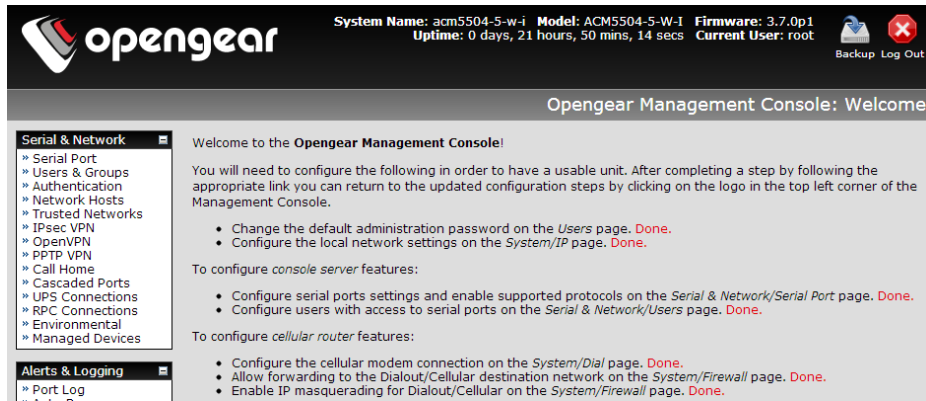 opengear
System Name: acm5504-5-w-i Model: ACM5504-5-W-I Firmware: 3.7.0p1
Uptime: 0 days, 21 hours, 50 mins, 14 secs Current User: root
Backup Log Out
Opengear Management Console: Welcome
Serial & Network
» Serial Port
» Users & Groups
» Authentication
» Network Hosts
» Trusted Networks
» IPsec VPN
» OpenVPN
» PPTP VPN
» Call Home
» Cascaded Ports
» UPS Connections
» RPC Connections
» Environmental
» Managed Devices
Alerts & Logging
» Port Log
Welcome to the Opengear Management Console!
You will need to configure the following in order to have a usable unit. After completing a step by following the
appropriate link you can return to the updated configuration steps by clicking on the logo in the top left corner of the
Management Console.
• Change the default administration password on the Users page. Done.
• Configure the local network settings on the System/IP page. Done.
To configure console server features:
• Configure serial ports settings and enable supported protocols on the Serial & Network/Serial Port page. Done.
• Configure users with access to serial ports on the Serial & Network/Users page. Done.
To configure cellular router features:
• Configure the cellular modem connection on the System/Dial page. Done.
• Allow forwarding to the Dialout/Cellular destination network on the System/Firewall page. Done.
• Enable IP masquerading for Dialout/Cellular on the System/Firewall page. Done.